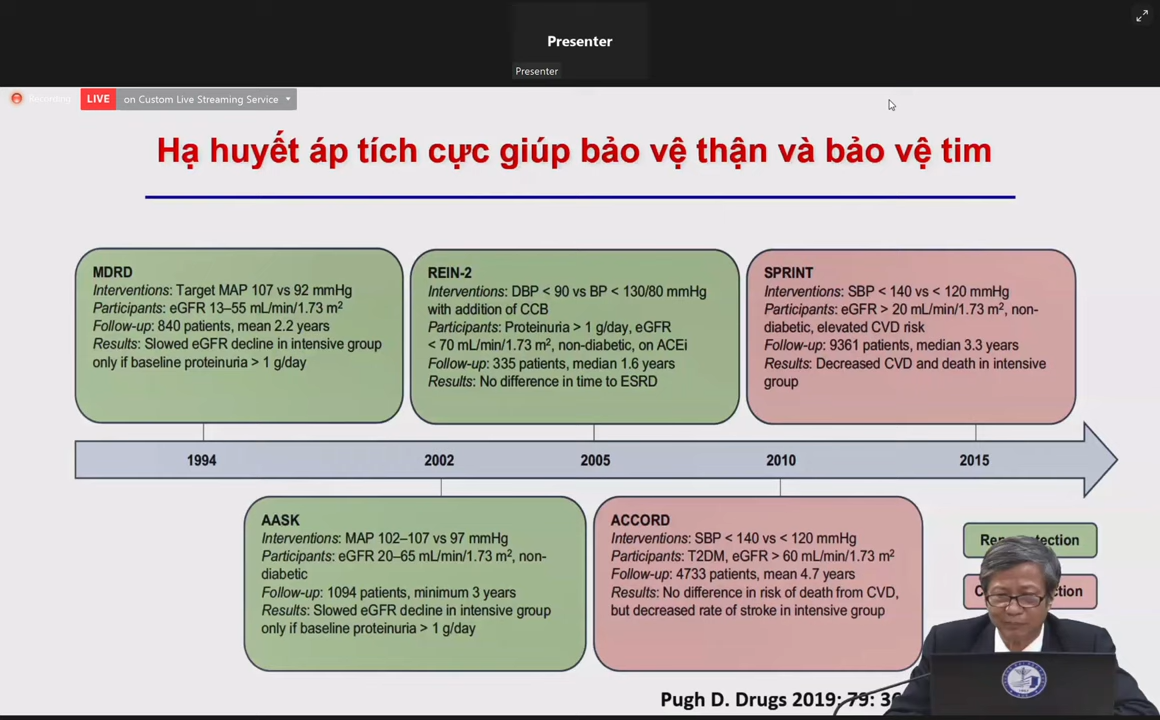 Presenter
Presenter
Recording
LIVE on Custom Live Streaming Service
Hạ huyết áp tích cực giúp bảo vệ thận và bảo vệ tim
MDRD
Interventions: Target MAP 107 vs 92 mmHg
Participants: eGFR 13–55 mL/min/1.73 m²
Follow-up: 840 patients, mean 2.2 years
Results: Slowed eGFR decline in intensive group
only if baseline proteinuria > 1 g/day
REIN-2
Interventions: DBP < 90 vs BP < 130/80 mmHg
with addition of CCB
Participants: Proteinuria > 1 g/day, eGFR
< 70 mL/min/1.73 m², non-diabetic, on ACEi
Follow-up: 335 patients, median 1.6 years
Results: No difference in time to ESRD
SPRINT
Interventions: SBP < 140 vs < 120 mmHg
Participants: eGFR > 20 mL/min/1.73 m², non-
diabetic, elevated CVD risk
Follow-up: 9361 patients, median 3.3 years
Results: Decreased CVD and death in intensive
group
1994 2002 2005 2010 2015
AASK
Interventions: MAP 102–107 vs 97 mmHg
Participants: eGFR 20–65 mL/min/1.73 m², non-
diabetic
Follow-up: 1094 patients, minimum 3 years
Results: Slowed eGFR decline in intensive group
only if baseline proteinuria > 1 g/day
ACCORD
Interventions: SBP < 140 vs < 120 mmHg
Participants: T2DM, eGFR > 60 mL/min/1.73 m²
Follow-up: 4733 patients, mean 4.7 years
Results: No difference in risk of death from CVD,
but decreased rate of stroke in intensive group
Pugh D. Drugs 2019: 79: